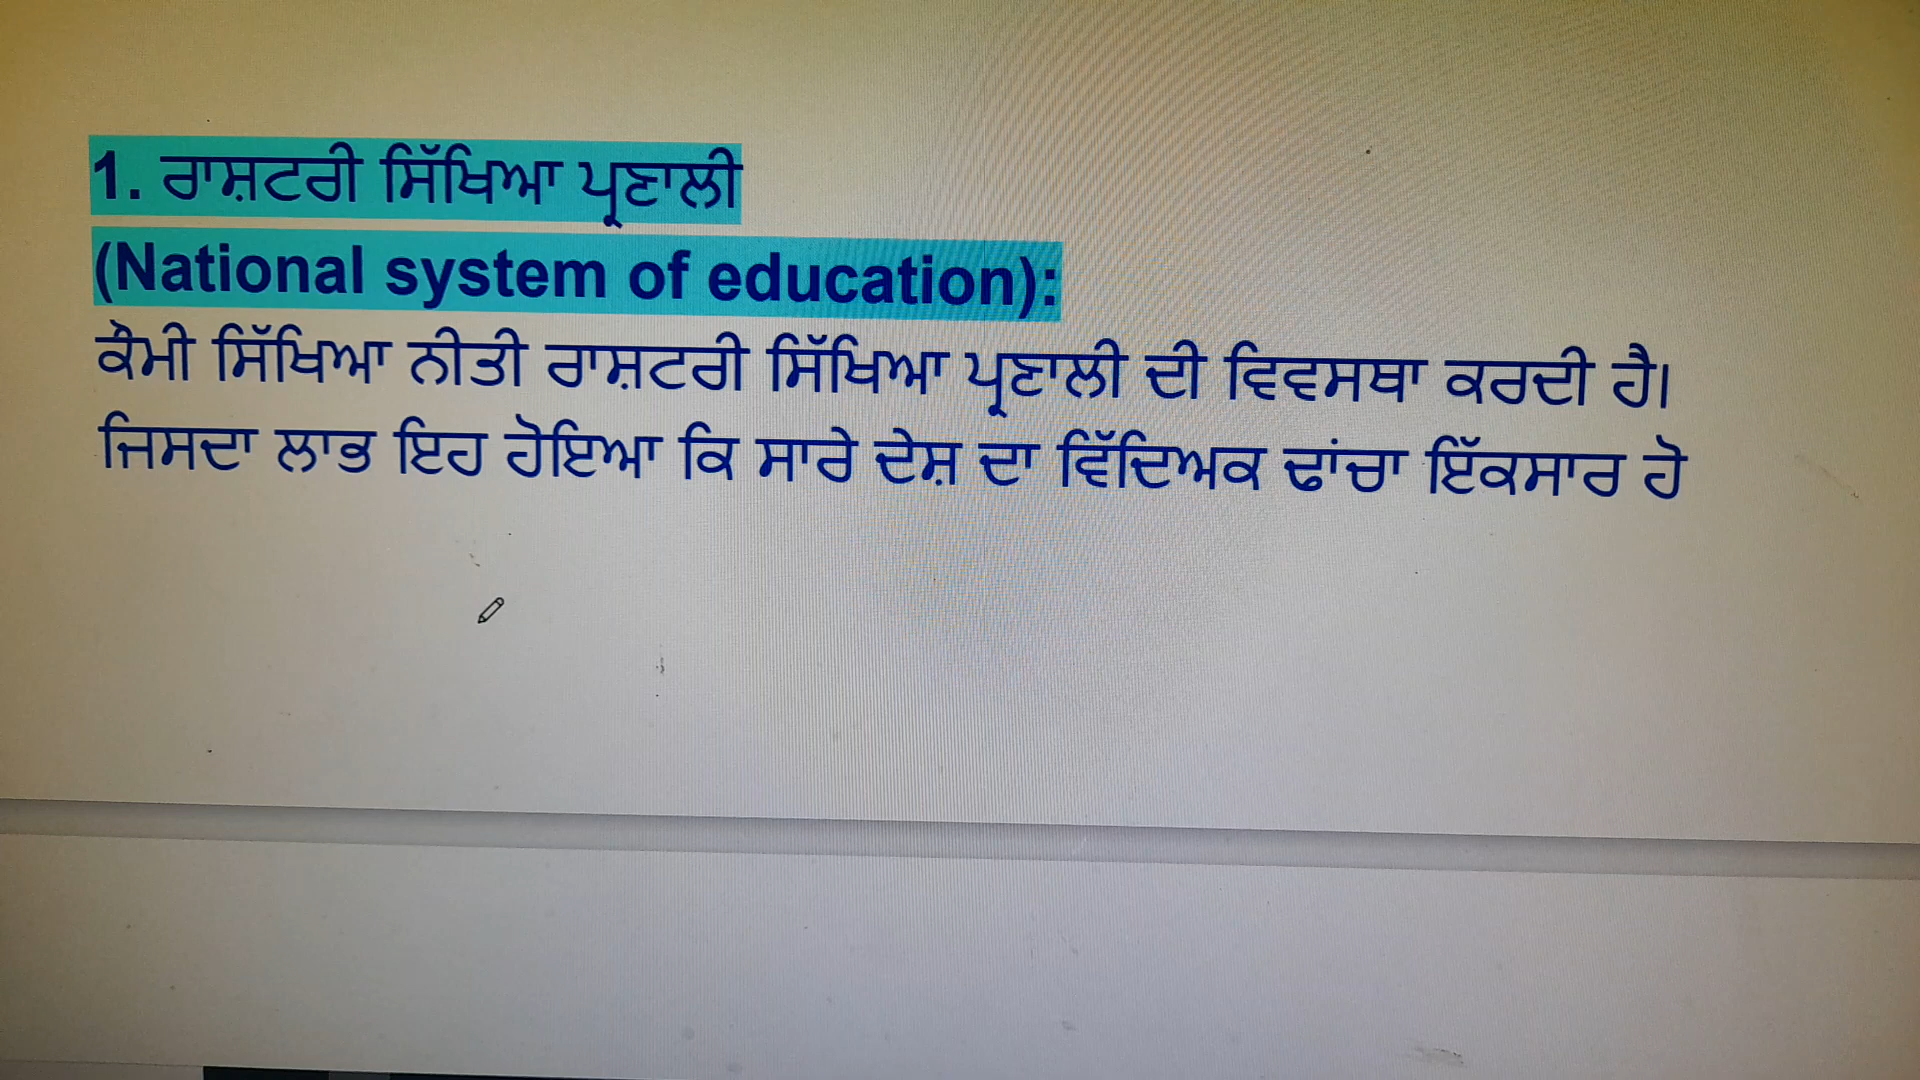 1. ਰਾਸ਼ਟਰੀ ਸਿੱਖਿਆ ਪ੍ਰਣਾਲੀ
(National system of education):
ਕੌਮੀ ਸਿੱਖਿਆ ਨੀਤੀ ਰਾਸ਼ਟਰੀ ਸਿੱਖਿਆ ਪ੍ਰਣਾਲੀ ਦੀ ਵਿਵਸਥਾ ਕਰਦੀ ਹੈ।
ਜਿਸਦਾ ਲਾਭ ਇਹ ਹੋਇਆ ਕਿ ਸਾਰੇ ਦੇਸ਼ ਦਾ ਵਿੱਦਿਅਕ ਢਾਂਚਾ ਇੱਕਸਾਰ ਹੋ